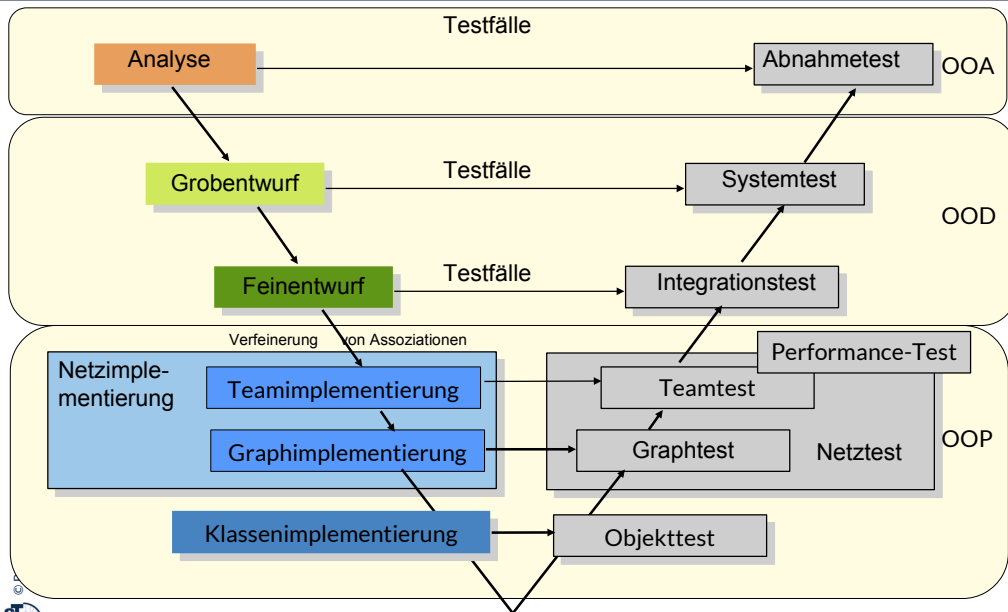 Testfälle
Analyse
Abnahmetest
OOA
Testfälle
Grobentwurf
Systemtest
OOD
Testfälle
Feinentwurf
Integrationstest
Verfeinerung von Assoziationen
Performance-Test
Netzimple-
mentierung
Teamimplementierung
Teamtest
Graphimplementierung
Graphtest
Netztest
OOP
Klassenimplementierung
Objekttest
©